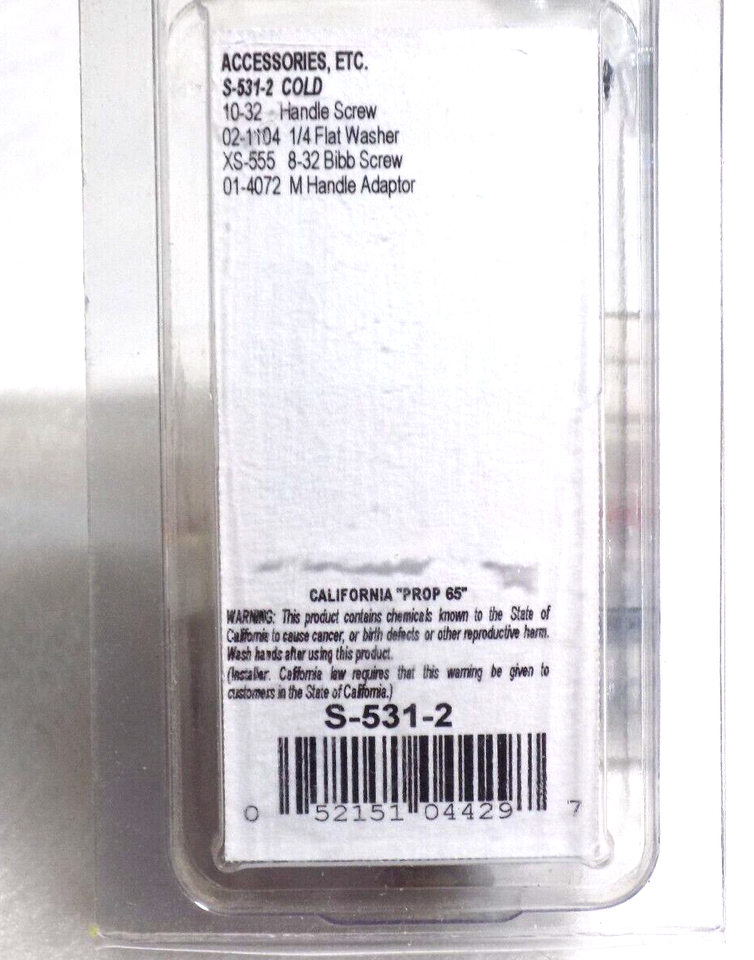 ACCESSORIES, ETC.
S-531-2 COLD
10-32 Handle Screw
02-1104 1/4 Flat Washer
XS-555 8-32 Bibb Screw
01-4072 M Handle Adaptor
CALIFORNIA "PROP 65"
WARNING: This product contains chemicals known to the State of
California to cause cancer, or birth defects or other reproductive harm.
Wash hands after using this product.
(Installer: California law requires that this warning be given to
customers in the State of California.)
S-531-2
0 52151 04429 7